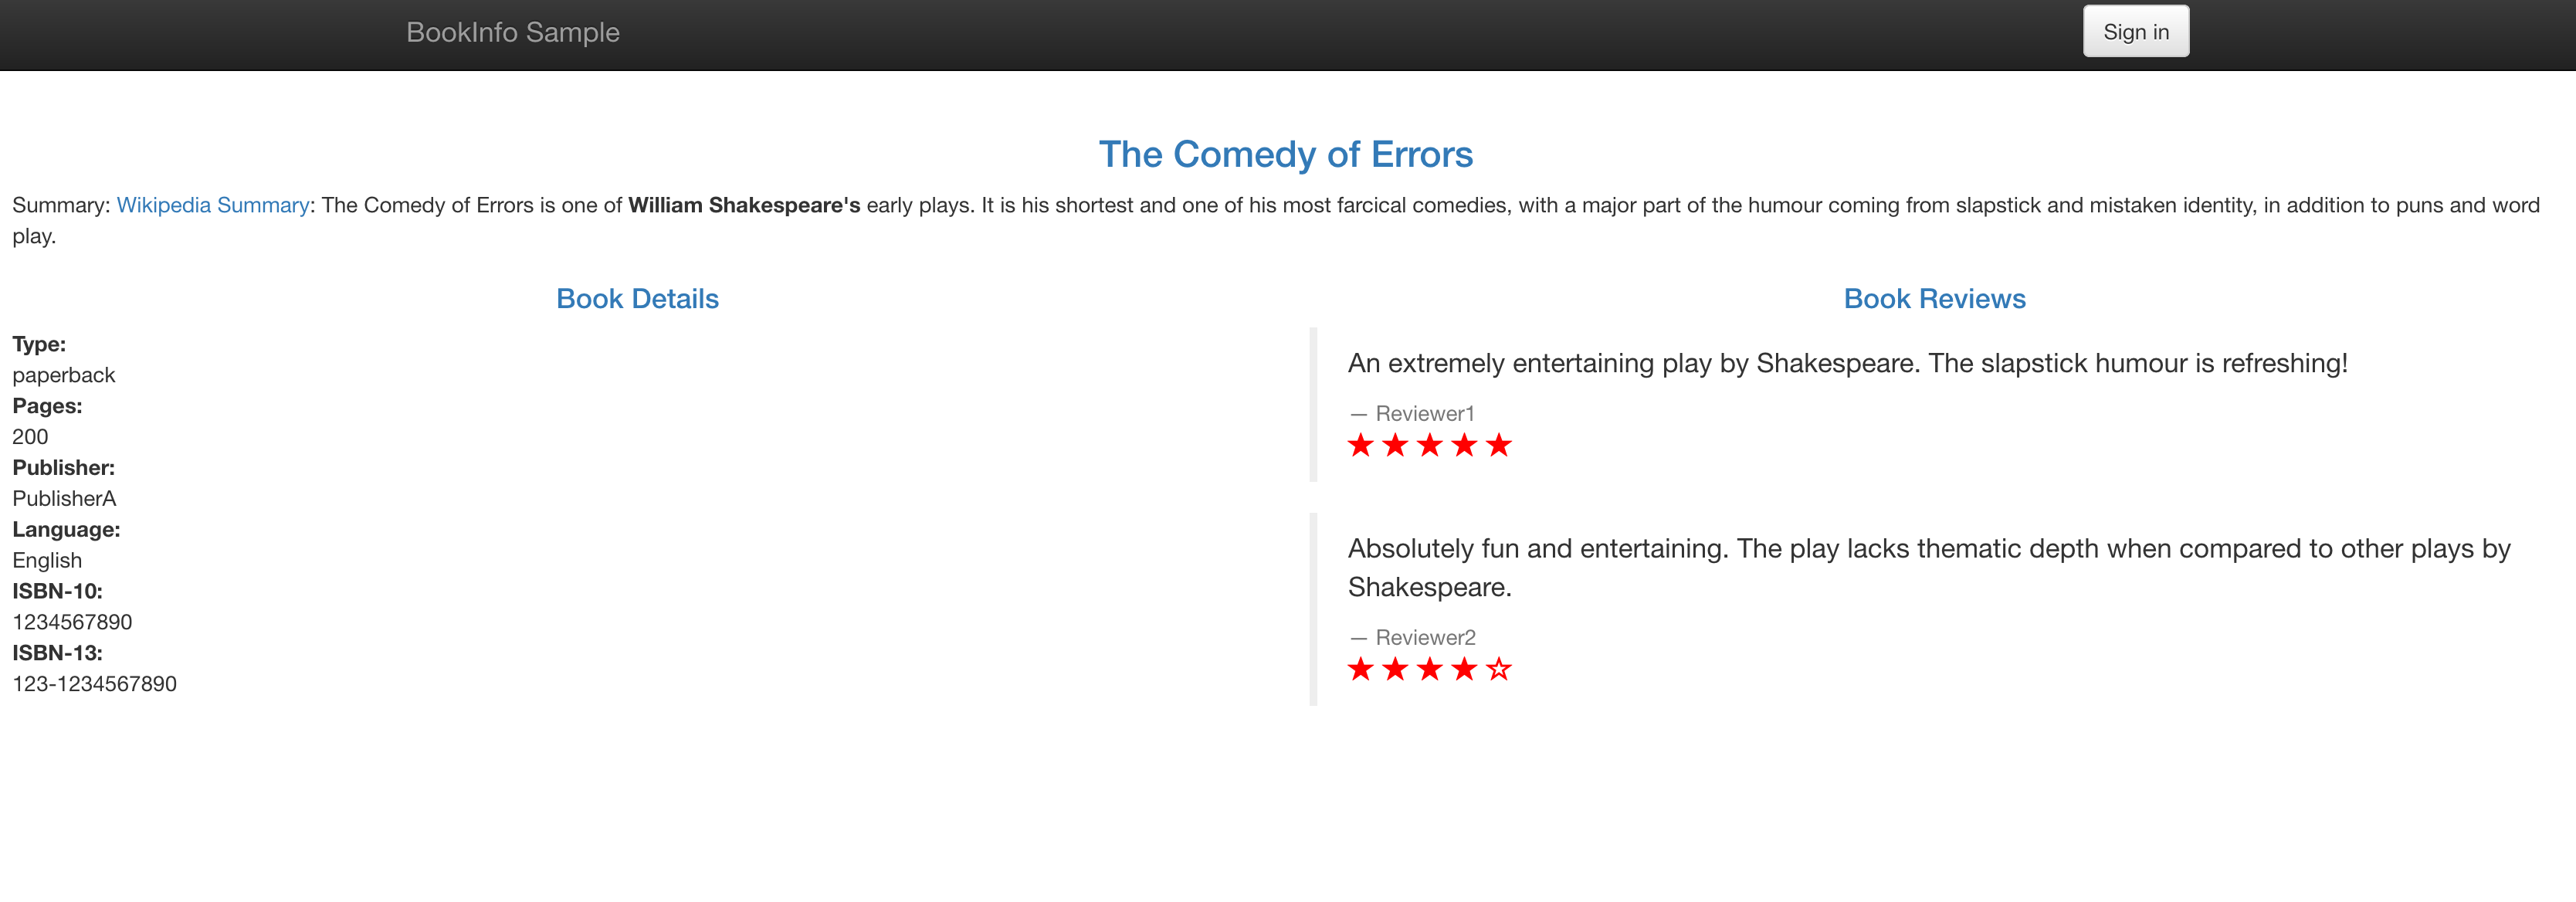 BookInfo Sample
Sign in
The Comedy of Errors
Summary: Wikipedia Summary: The Comedy of Errors is one of William Shakespeare's early plays. It is his shortest and one of his most farcical comedies, with a major part of the humour coming from slapstick and mistaken identity, in addition to puns and word
play.
Book Details
Type:
paperback
Pages:
200
Publisher:
PublisherA
Language:
English
ISBN-10:
1234567890
ISBN-13:
123-1234567890
Book Reviews
An extremely entertaining play by Shakespeare. The slapstick humour is refreshing!
— Reviewer1
Absolutely fun and entertaining. The play lacks thematic depth when compared to other plays by
Shakespeare.
— Reviewer2